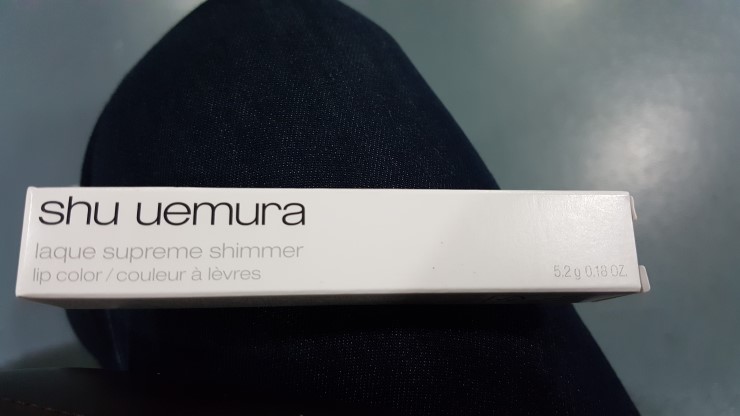 shu uemura
laque supreme shimmer
lip color / couleur à lèvres
5.2 g 0.18 OZ.